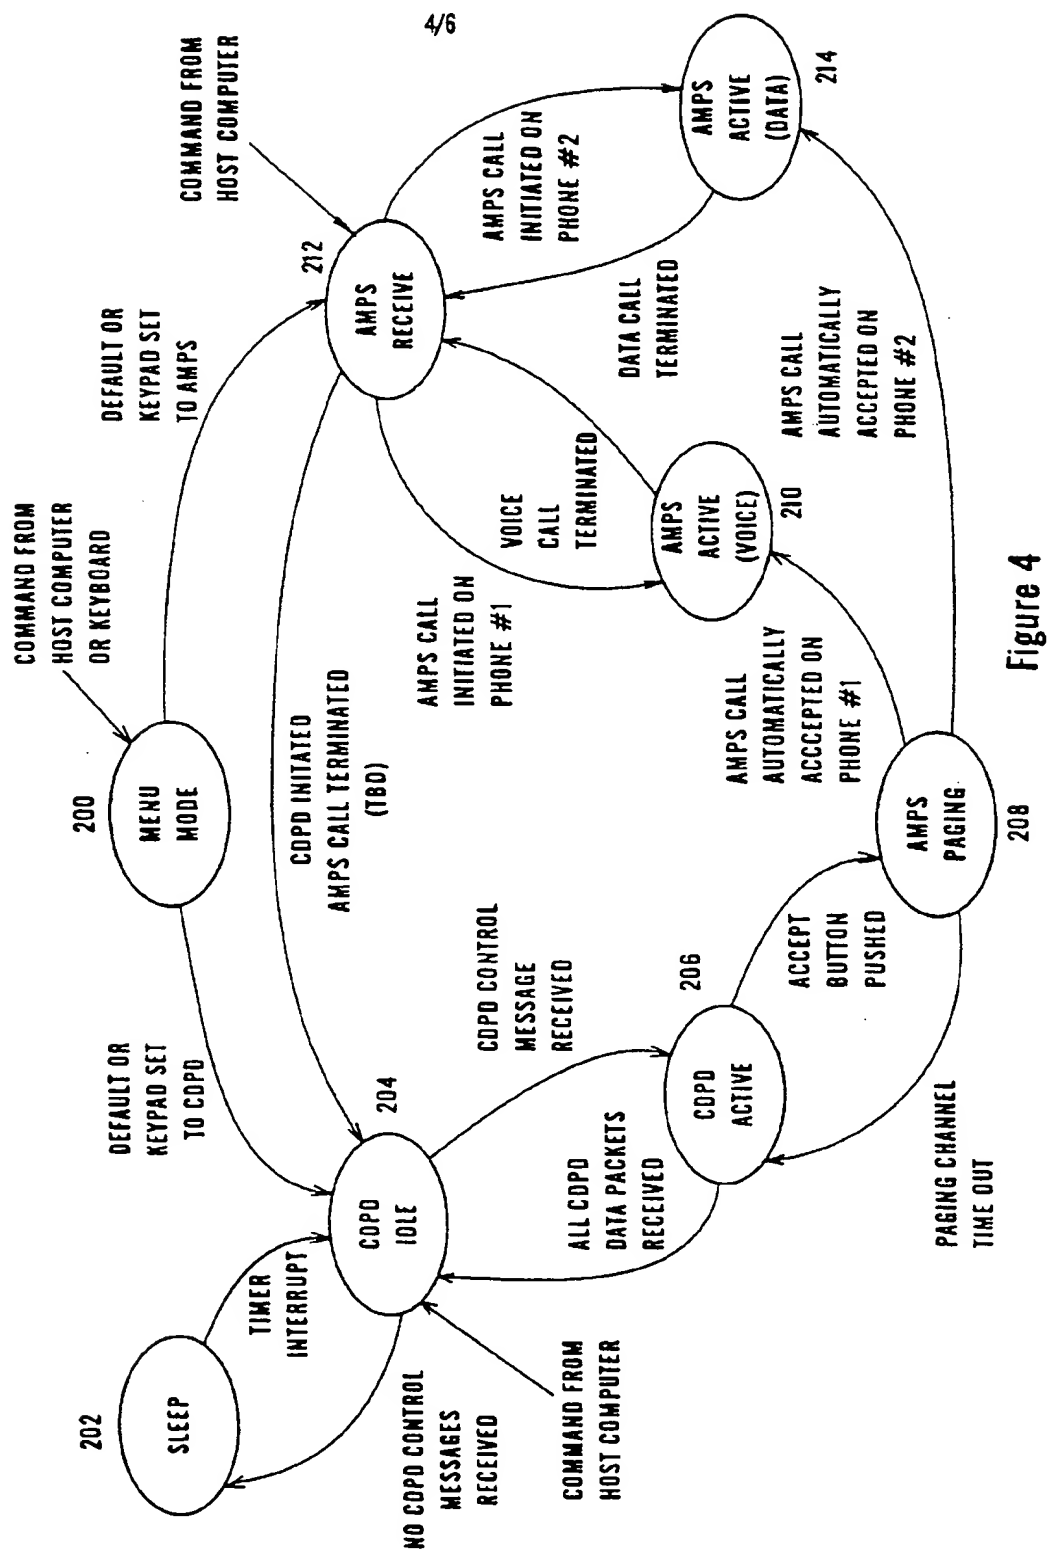 4/6
COMMAND FROM
HOST COMPUTER
OR KEYBOARD
COMMAND FROM
HOST COMPUTER
200
MENU
MODE
DEFAULT OR
KEYPAD SET
TO CDPD
DEFAULT OR
KEYPAD SET
TO AMPS
202
SLEEP
TIMER
INTERRUPT
CDPD INITATED
AMPS CALL TERMINATED
(TBD)
212
AMPS
RECEIVE
204
CDPD
IDLE
NO CDPD CONTROL
MESSAGES
RECEIVED
COMMAND FROM
HOST COMPUTER
CDPD CONTROL
MESSAGE
RECEIVED
ALL CDPD
DATA PACKETS
RECEIVED
AMPS CALL
INITIATED ON
PHONE #1
VOICE
CALL
TERMINATED
AMPS CALL
INITIATED ON
PHONE #2
DATA CALL
TERMINATED
206
CDPD
ACTIVE
AMPS
ACTIVE
(VOICE)
210
AMPS
ACTIVE
(DATA)
214
ACCEPT
BUTTON
PUSHED
AMPS CALL
AUTOMATICALLY
ACCCEPTED ON
PHONE #1
AMPS CALL
AUTOMATICALLY
ACCEPTED ON
PHONE #2
PAGING CHANNEL
TIME OUT
AMPS
PAGING
208
Figure 4